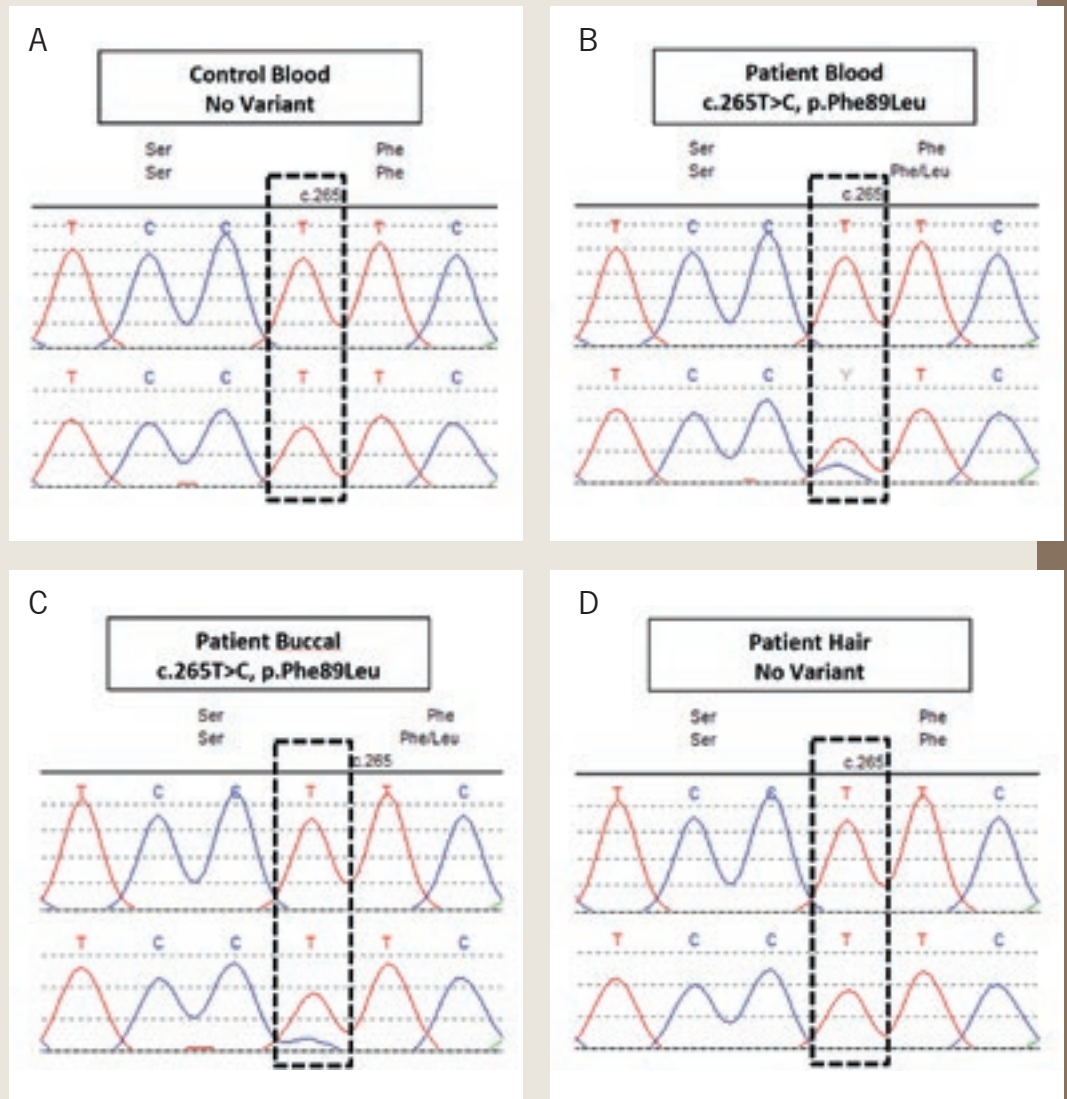 A
Control Blood
No Variant
Ser Phe
Ser Phe
c.265
T C C T T C
T C C T T C
B
Patient Blood
c.265T>C, p.Phe89Leu
Ser Phe
Ser Phe/Leu
c.265
T C C T T C
T C C Y T C
C
Patient Buccal
c.265T>C, p.Phe89Leu
Ser Phe
Ser Phe/Leu
c.265
T C C T T C
T C C T T C
D
Patient Hair
No Variant
Ser Phe
Ser Phe
c.265
T C C T T C
T C C T T C